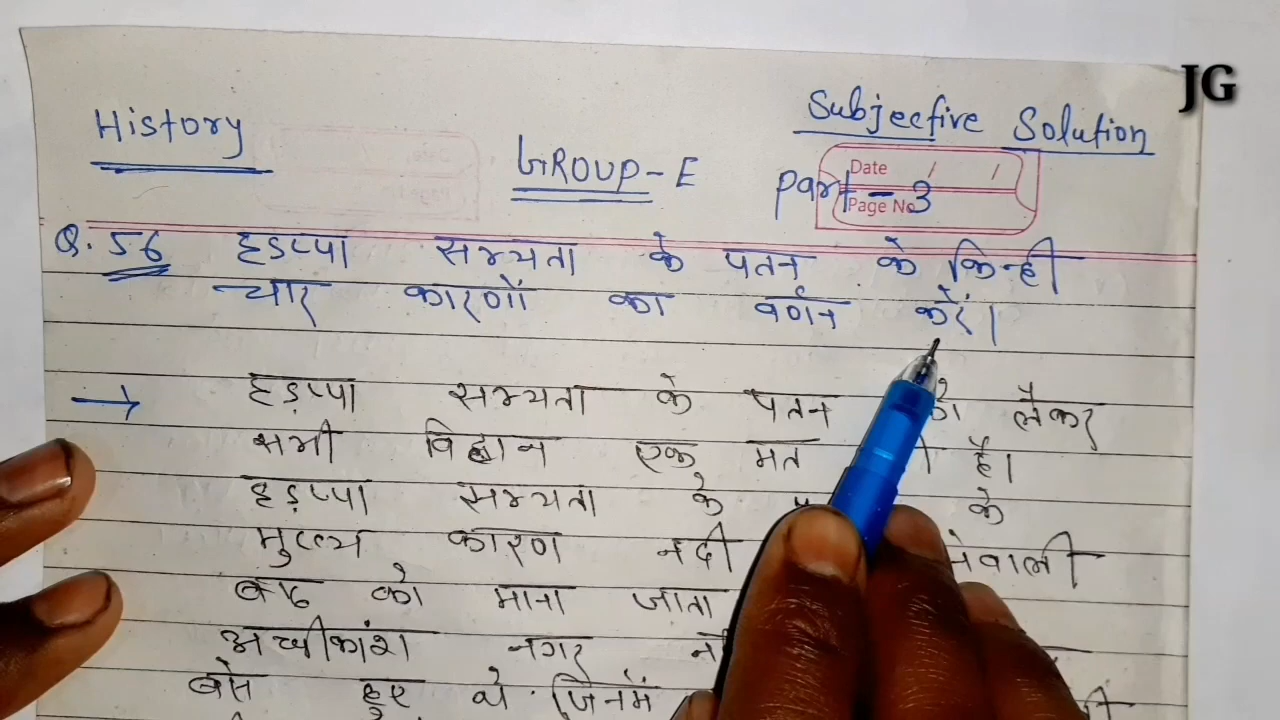 JG
History
GROUP-E
Subjective Solution
Date / /
Page No
Part-3
Q.56 हडप्पा सभ्यता के पतन के किन्ही
चार कारणों का वर्णन करें।
→ हड़प्पा सभ्यता के पतन को लेकर
सभी विद्वान एक मत है।
हड़प्पा सभ्यता के के
मुख्य कारण नदी
बाढ को माना जाता
अधीकांश नगर
बसे हुए थे जिनमें